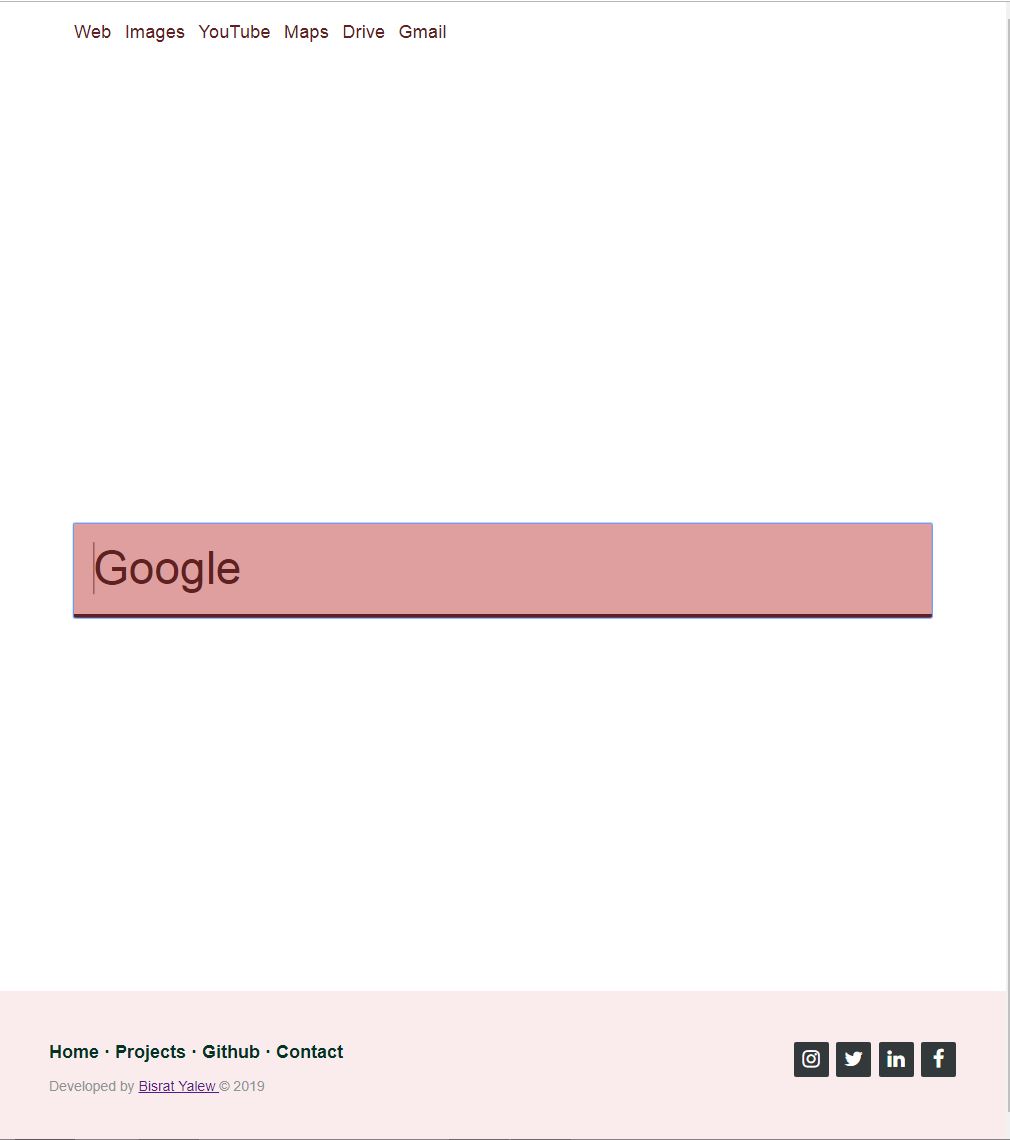 Web Images YouTube Maps Drive Gmail
Google
Home · Projects · Github · Contact
Developed by Bisrat Yalew © 2019